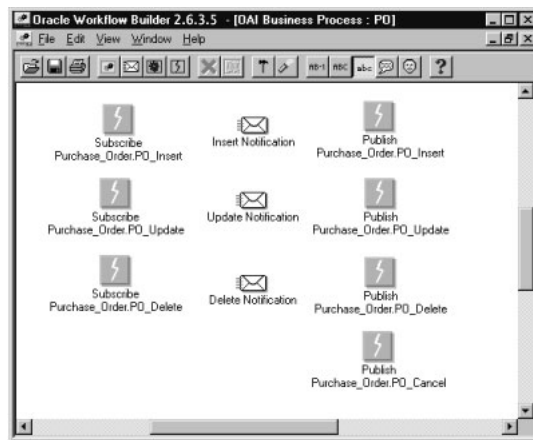 Oracle Workflow Builder 2.6.3.5 - [OAI Business Process : PO]
File Edit View Window Help
abc
?
Subscribe
Purchase_Order.PO_Insert
Insert Notification
Publish
Purchase_Order.PO_Insert
Subscribe
Purchase_Order.PO_Update
Update Notification
Publish
Purchase_Order.PO_Update
Subscribe
Purchase_Order.PO_Delete
Delete Notification
Publish
Purchase_Order.PO_Delete
Publish
Purchase_Order.PO_Cancel